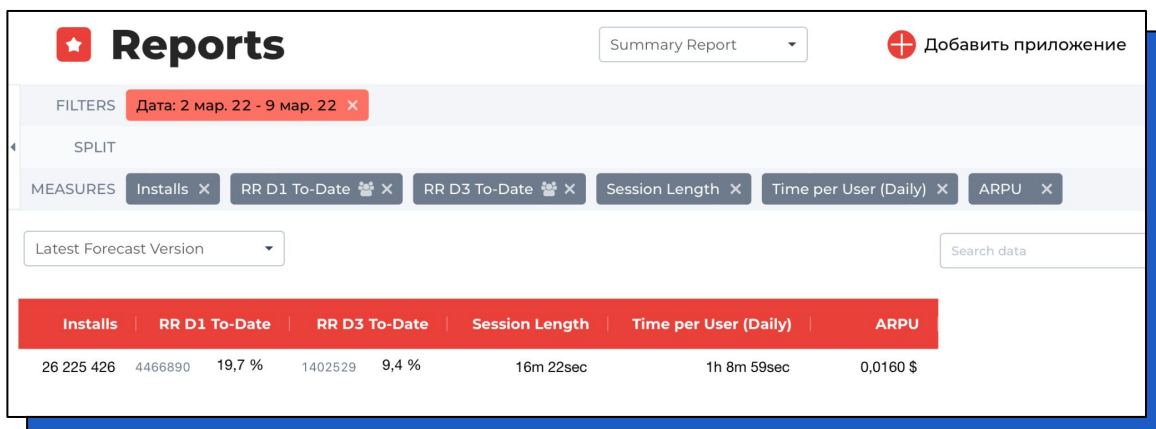 Reports
Summary Report
Добавить приложение
FILTERS Дата: 2 мар. 22 - 9 мар. 22 ×
SPLIT
MEASURES Installs × RR D1 To-Date × RR D3 To-Date × Session Length × Time per User (Daily) × ARPU ×
Latest Forecast Version
Search data
Installs RR D1 To-Date RR D3 To-Date Session Length Time per User (Daily) ARPU
26 225 426 4466890 19,7 % 1402529 9,4 % 16m 22sec 1h 8m 59sec 0,0160 $